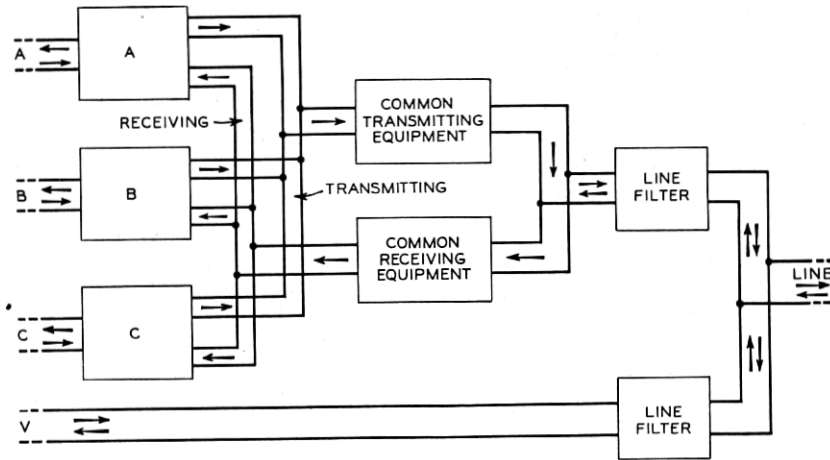 A
A
RECEIVING
COMMON
TRANSMITTING
EQUIPMENT
B
B
TRANSMITTING
LINE
FILTER
COMMON
RECEIVING
EQUIPMENT
LINE
C
C
V
LINE
FILTER